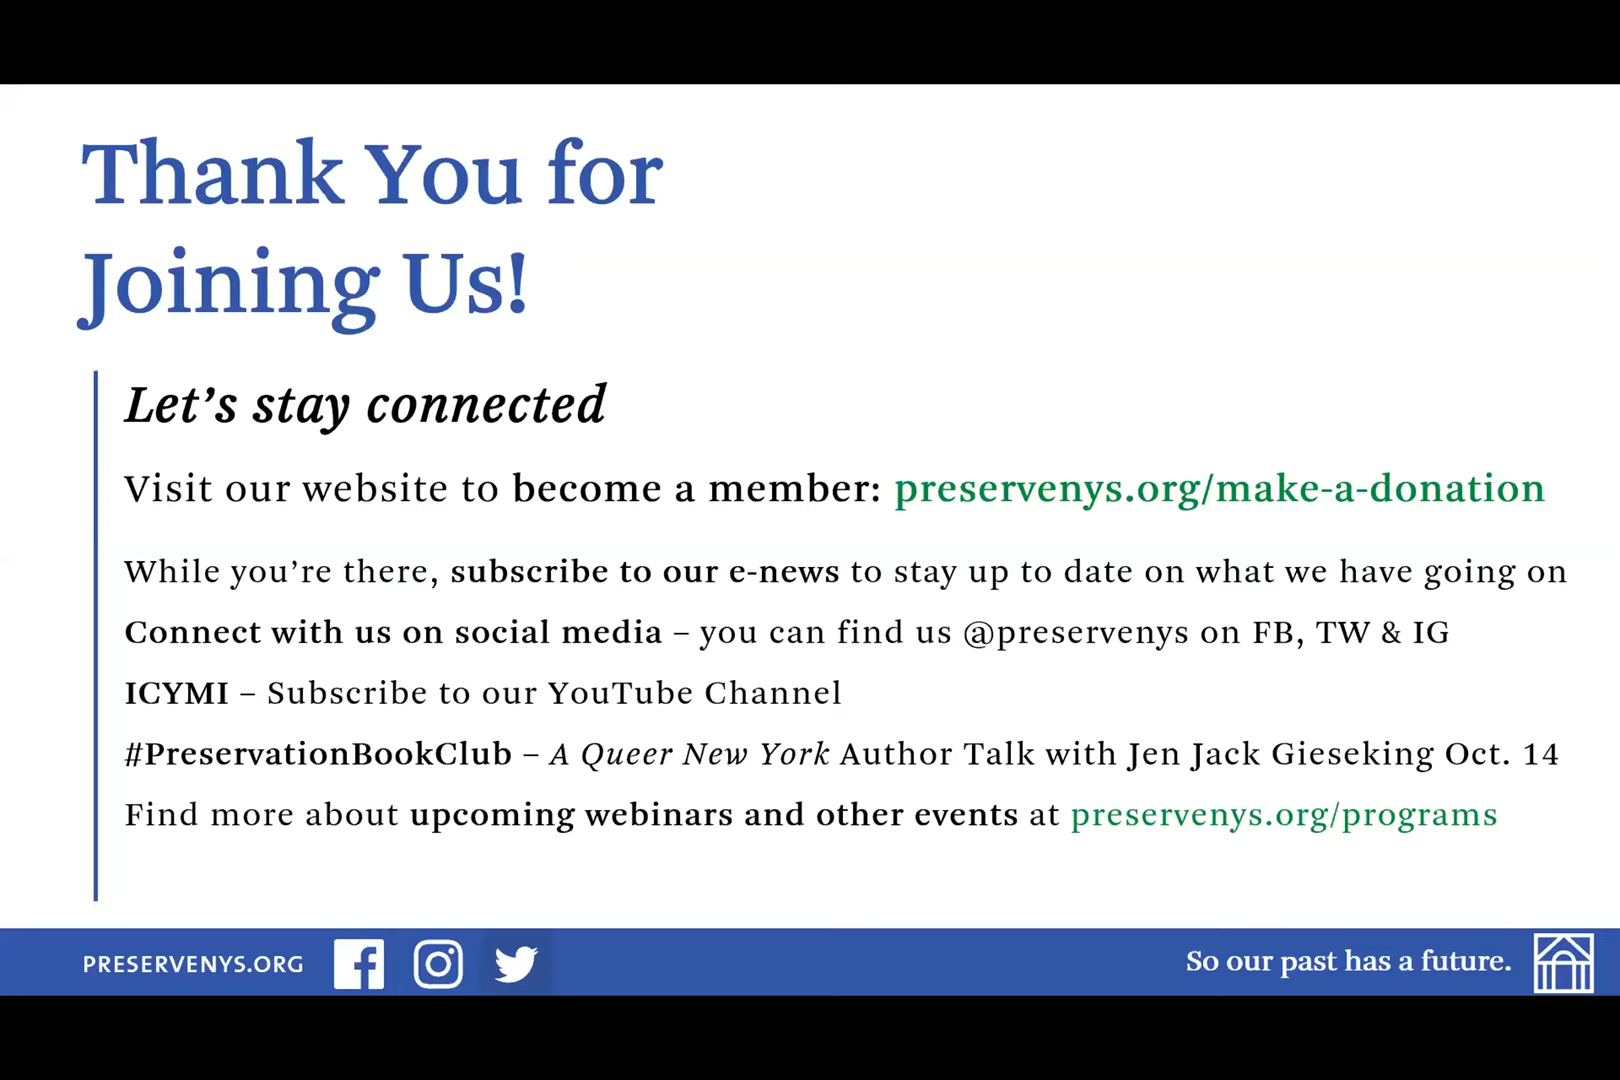 Thank You for
Joining Us!
Let’s stay connected
Visit our website to become a member: preservenys.org/make-a-donation
While you’re there, subscribe to our e-news to stay up to date on what we have going on
Connect with us on social media – you can find us @preservenys on FB, TW & IG
ICYMI – Subscribe to our YouTube Channel
#PreservationBookClub – A Queer New York Author Talk with Jen Jack Gieseking Oct. 14
Find more about upcoming webinars and other events at preservenys.org/programs
PRESERVENYS.ORG
So our past has a future.